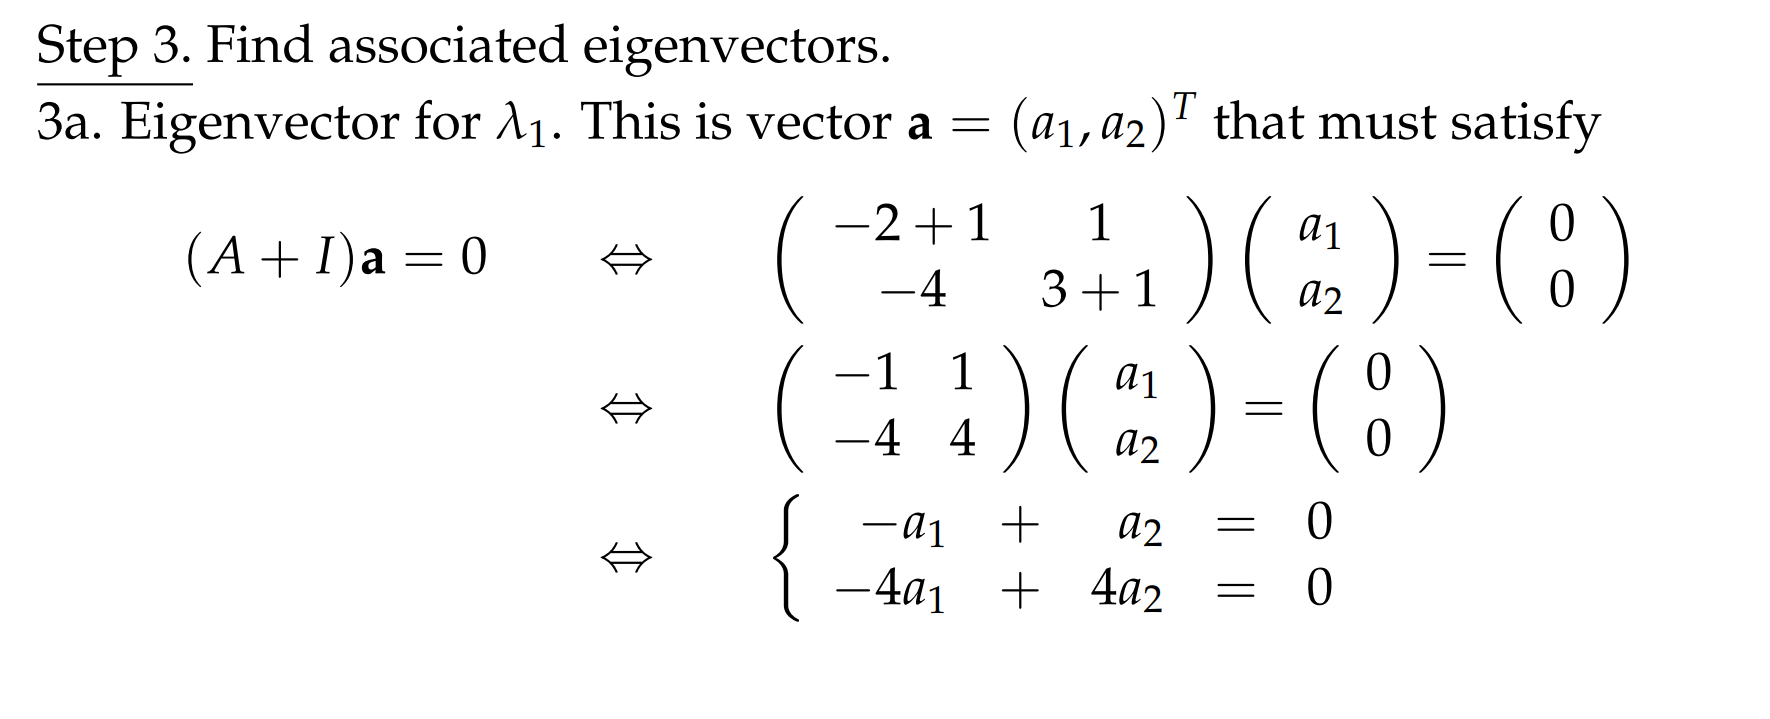 Step 3. Find associated eigenvectors.
3a. Eigenvector for λ₁. This is vector a = (a₁, a₂)ᵀ that must satisfy
(A + I)a = 0 ⇔ ( −2 + 1 1 ; −4 3 + 1 ) ( a₁ ; a₂ ) = ( 0 ; 0 )
⇔ ( −1 1 ; −4 4 ) ( a₁ ; a₂ ) = ( 0 ; 0 )
⇔ { −a₁ + a₂ = 0
−4a₁ + 4a₂ = 0